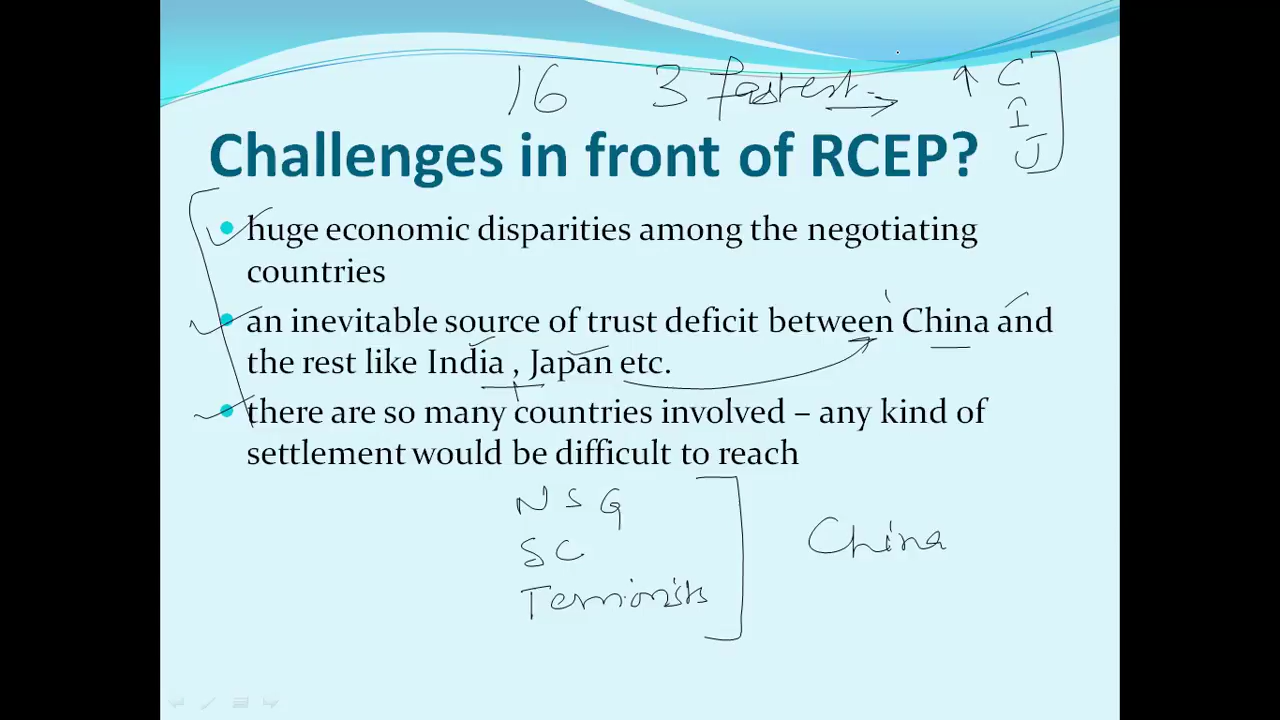 16 3 fastest → ↑ C
I
J
Challenges in front of RCEP?
• huge economic disparities among the negotiating
countries
• an inevitable source of trust deficit between China and
the rest like India , Japan etc.
• there are so many countries involved – any kind of
settlement would be difficult to reach
NSG
SC
China
Terrorists